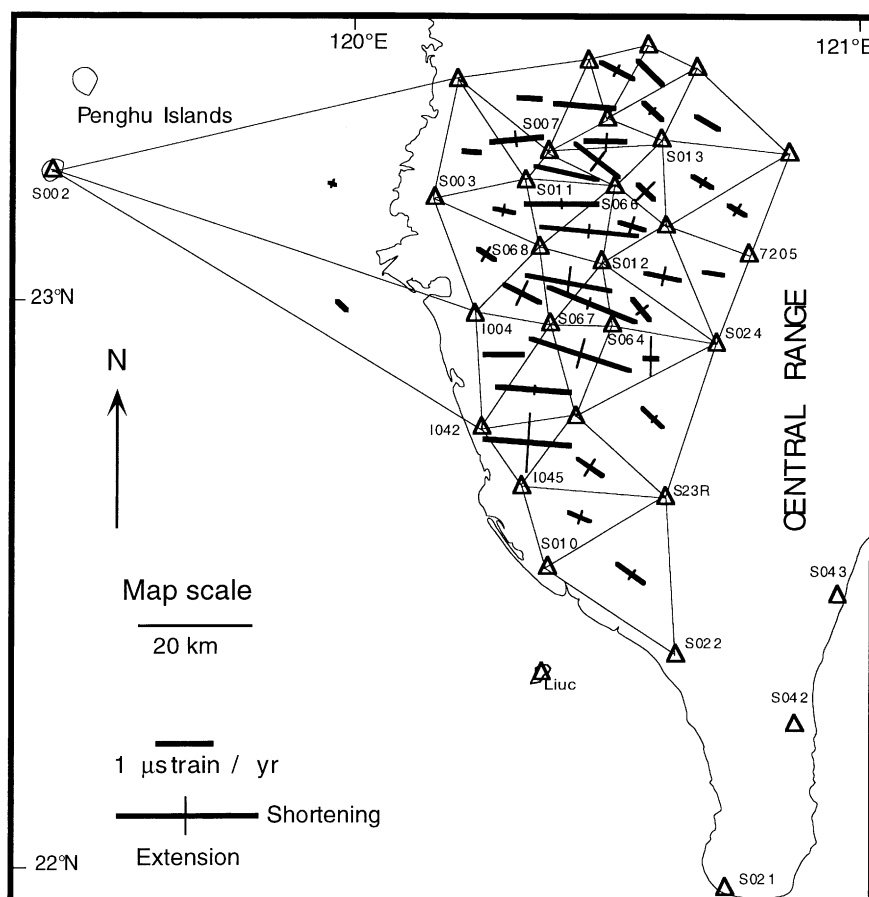 120°E
121°E
Penghu Islands
S007
S013
S002
S003
S011
S066
S068
S012
7205
23°N
I004
S067
S064
S024
N
CENTRAL RANGE
I042
I045
S23R
S010
S043
Map scale
20 km
S022
Liuc
S042
1 μstrain / yr
Shortening
Extension
22°N
S021